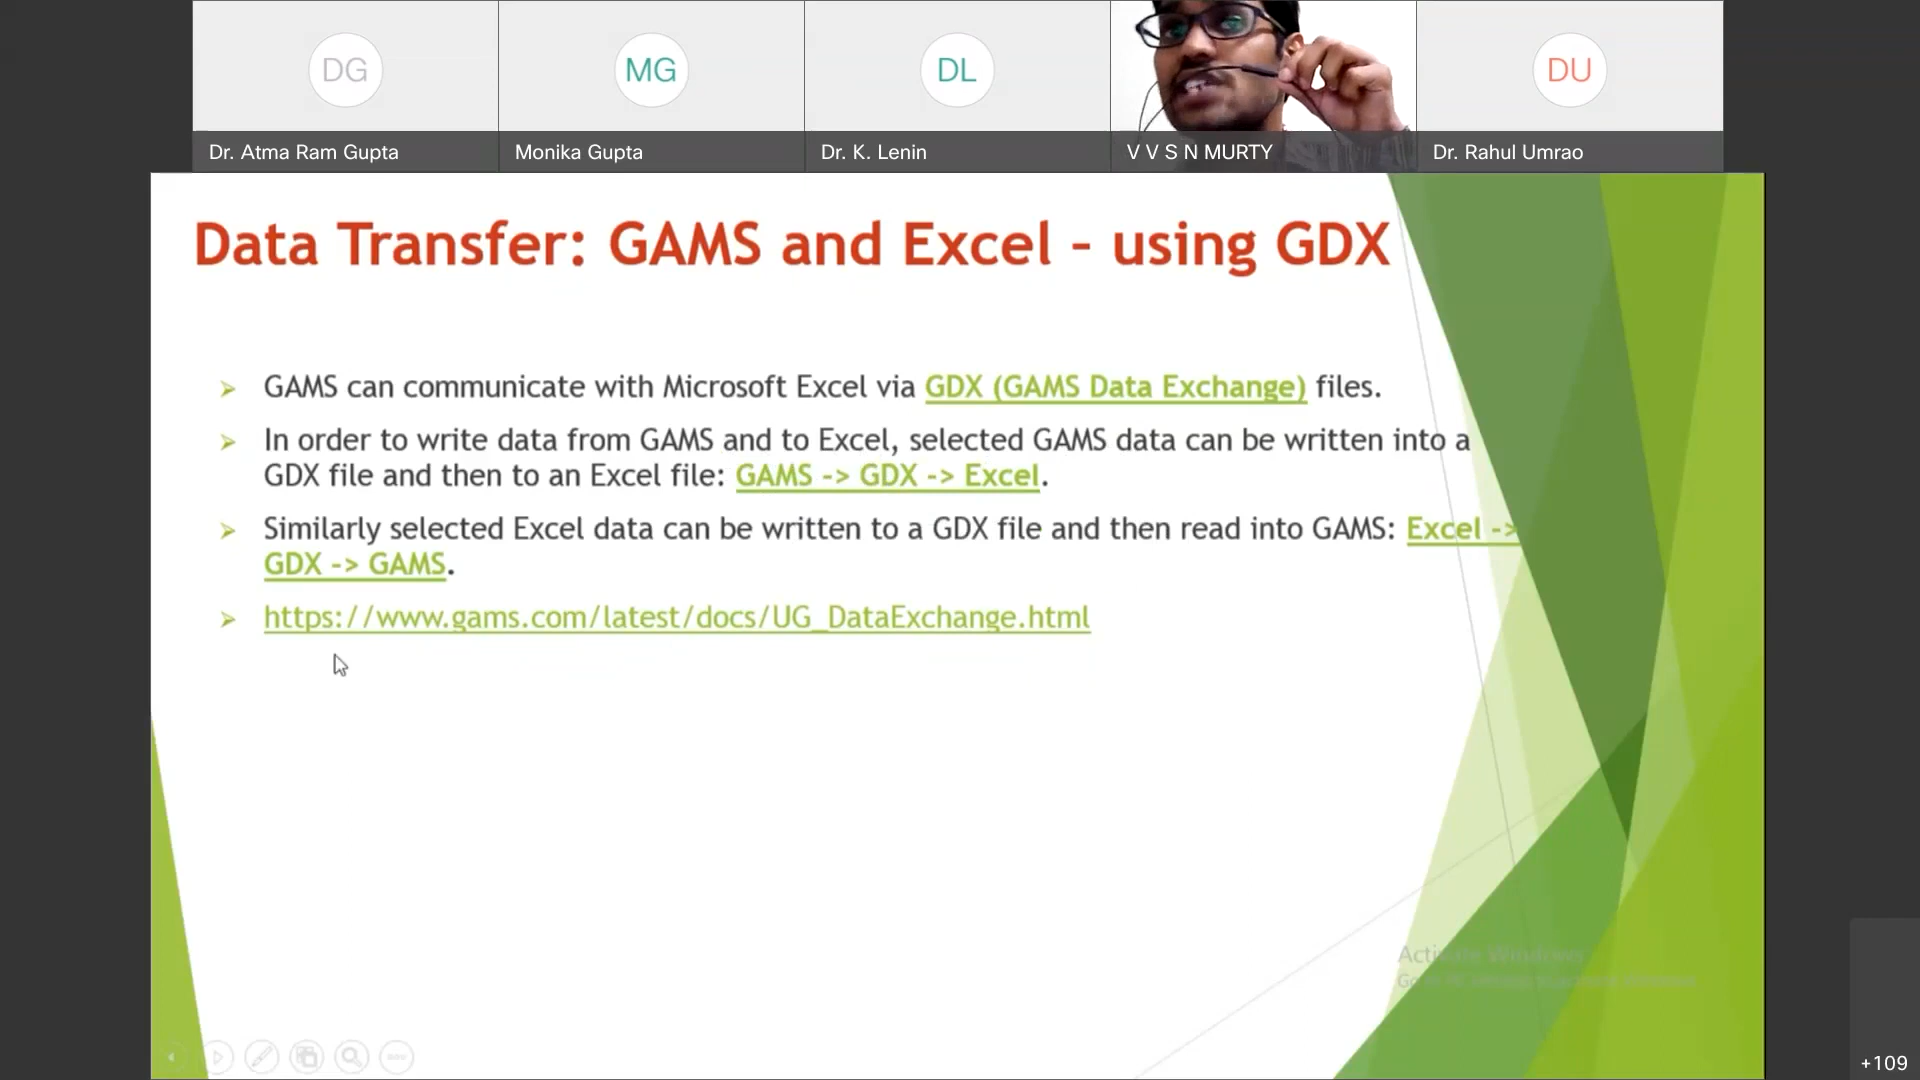 DG
MG
DL
DU
Dr. Atma Ram Gupta
Monika Gupta
Dr. K. Lenin
V V S N MURTY
Dr. Rahul Umrao
Data Transfer: GAMS and Excel - using GDX
GAMS can communicate with Microsoft Excel via GDX (GAMS Data Exchange) files.
In order to write data from GAMS and to Excel, selected GAMS data can be written into a
GDX file and then to an Excel file: GAMS -> GDX -> Excel.
Similarly selected Excel data can be written to a GDX file and then read into GAMS: Excel ->
GDX -> GAMS.
https://www.gams.com/latest/docs/UG_DataExchange.html
Activate Windows
+109